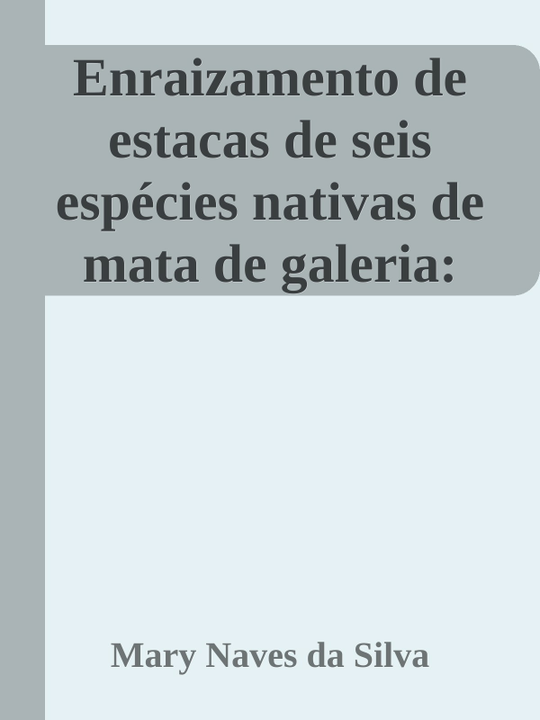 Enraizamento de
estacas de seis
espécies nativas de
mata de galeria:
Mary Naves da Silva